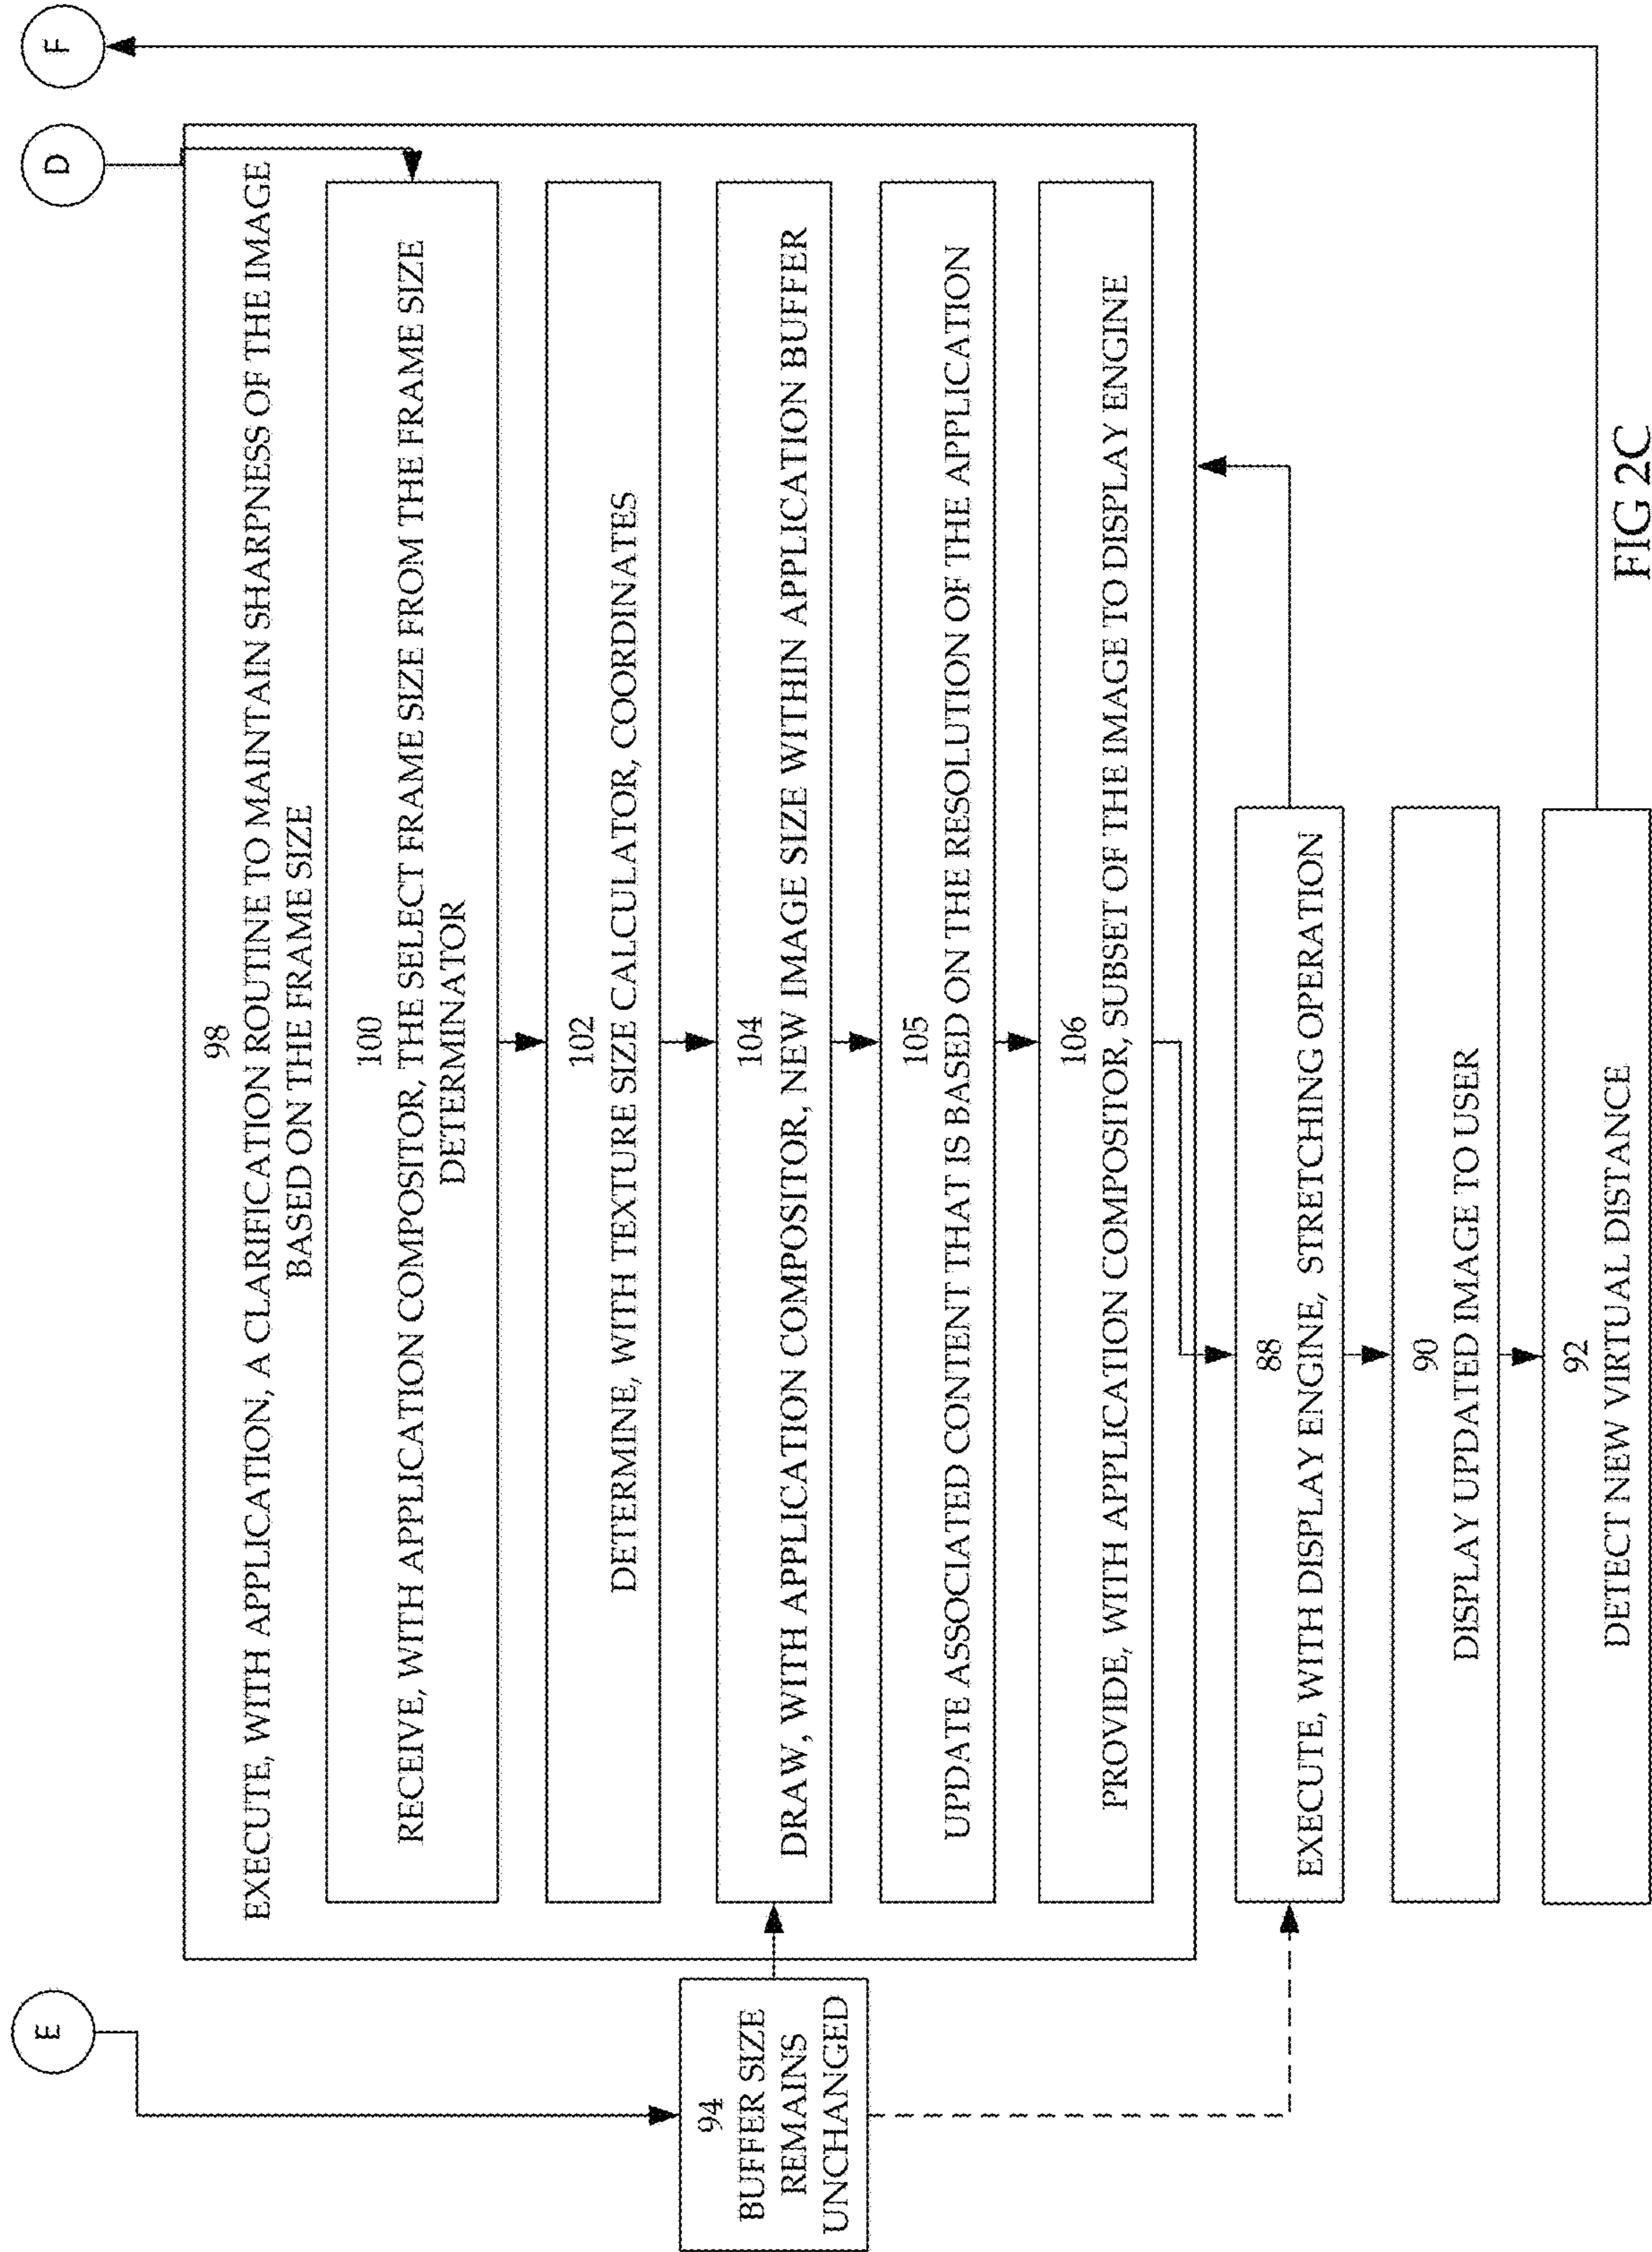 E
D
F
98
EXECUTE, WITH APPLICATION, A CLARIFICATION ROUTINE TO MAINTAIN SHARPNESS OF THE IMAGE
BASED ON THE FRAME SIZE
100
RECEIVE, WITH APPLICATION COMPOSITOR, THE SELECT FRAME SIZE FROM THE FRAME SIZE
DETERMINATOR
102
DETERMINE, WITH TEXTURE SIZE CALCULATOR, COORDINATES
94
BUFFER SIZE
REMAINS
UNCHANGED
104
DRAW, WITH APPLICATION COMPOSITOR, NEW IMAGE SIZE WITHIN APPLICATION BUFFER
105
UPDATE ASSOCIATED CONTENT THAT IS BASED ON THE RESOLUTION OF THE APPLICATION
106
PROVIDE, WITH APPLICATION COMPOSITOR, SUBSET OF THE IMAGE TO DISPLAY ENGINE
88
EXECUTE, WITH DISPLAY ENGINE, STRETCHING OPERATION
90
DISPLAY UPDATED IMAGE TO USER
92
DETECT NEW VIRTUAL DISTANCE
FIG 2C